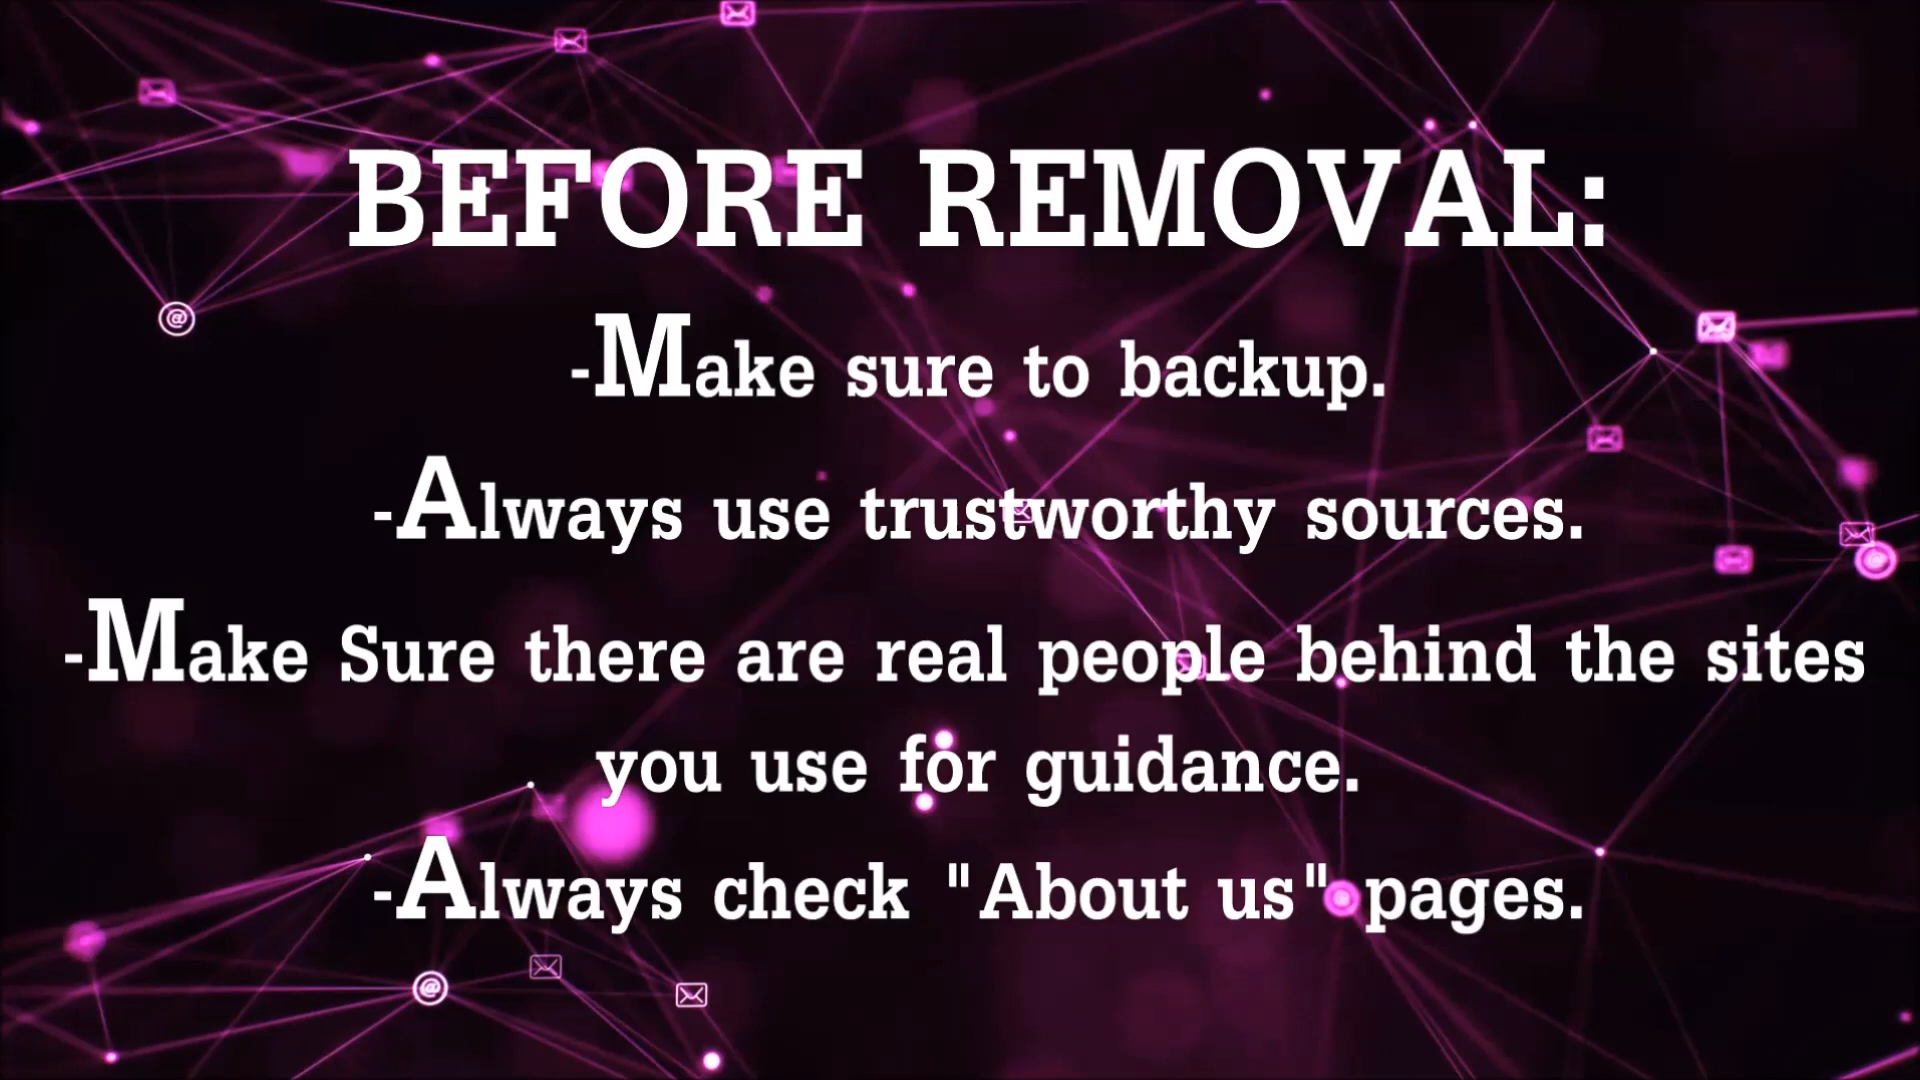 BEFORE REMOVAL:
-Make sure to backup.
-Always use trustworthy sources.
-Make Sure there are real people behind the sites
you use for guidance.
-Always check "About us" pages.